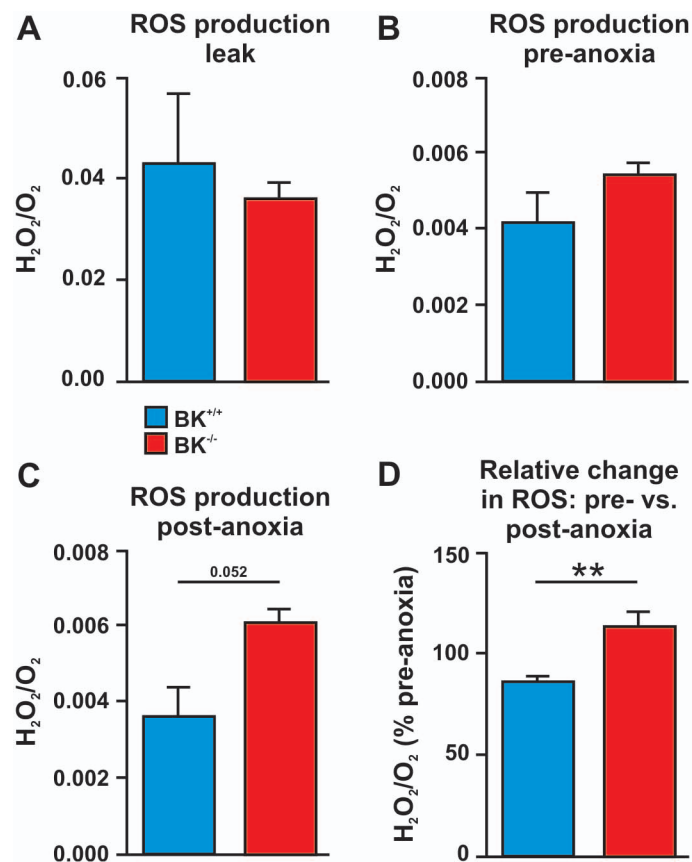 A
ROS production
leak
H₂O₂/O₂
0.06
0.04
0.02
0.00
B
ROS production
pre-anoxia
H₂O₂/O₂
0.008
0.006
0.004
0.002
0.000
BK⁺/⁺
BK⁻/⁻
C
ROS production
post-anoxia
H₂O₂/O₂
0.008
0.006
0.004
0.002
0.000
0.052
D
Relative change
in ROS: pre- vs.
post-anoxia
H₂O₂/O₂ (% pre-anoxia)
150
100
50
0
**